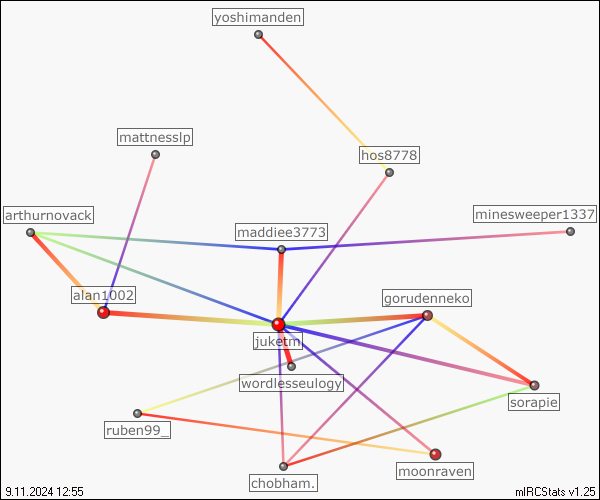 yoshimanden
mattnesslp
hos8778
arthurnovack
minesweeper1337
maddiee3773
alan1002
gorudenneko
juketm
wordlesseulogy
sorapie
ruben99_
moonraven
chobham.
9.11.2024 12:55
mIRCStats v1.25